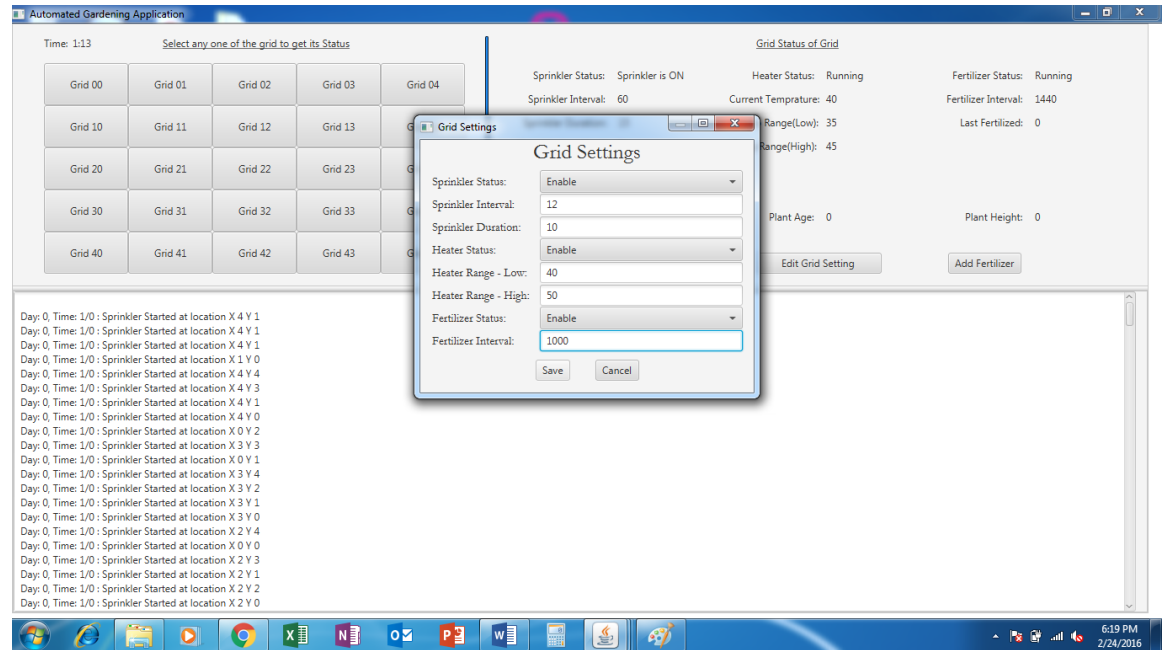 Automated Gardening Application
Time: 1:13 Select any one of the grid to get its Status
Grid 00 Grid 01 Grid 02 Grid 03 Grid 04
Grid 10 Grid 11 Grid 12 Grid 13 G
Grid 20 Grid 21 Grid 22 Grid 23 G
Grid 30 Grid 31 Grid 32 Grid 33 G
Grid 40 Grid 41 Grid 42 Grid 43 G
Grid Status of Grid
Sprinkler Status: Sprinkler is ON Heater Status: Running Fertilizer Status: Running
Sprinkler Interval: 60 Current Temprature: 40 Fertilizer Interval: 1440
Range(Low): 35 Last Fertilized: 0
Range(High): 45
Plant Age: 0 Plant Height: 0
Edit Grid Setting Add Fertilizer
Grid Settings
Grid Settings
Sprinkler Status: Enable
Sprinkler Interval: 12
Sprinkler Duration: 10
Heater Status: Enable
Heater Range - Low: 40
Heater Range - High: 50
Fertilizer Status: Enable
Fertilizer Interval: 1000
Save Cancel
Day: 0, Time: 1/0 : Sprinkler Started at location X 4 Y 1
Day: 0, Time: 1/0 : Sprinkler Started at location X 4 Y 1
Day: 0, Time: 1/0 : Sprinkler Started at location X 4 Y 1
Day: 0, Time: 1/0 : Sprinkler Started at location X 1 Y 0
Day: 0, Time: 1/0 : Sprinkler Started at location X 4 Y 4
Day: 0, Time: 1/0 : Sprinkler Started at location X 4 Y 3
Day: 0, Time: 1/0 : Sprinkler Started at location X 4 Y 1
Day: 0, Time: 1/0 : Sprinkler Started at location X 4 Y 0
Day: 0, Time: 1/0 : Sprinkler Started at location X 0 Y 2
Day: 0, Time: 1/0 : Sprinkler Started at location X 3 Y 3
Day: 0, Time: 1/0 : Sprinkler Started at location X 0 Y 1
Day: 0, Time: 1/0 : Sprinkler Started at location X 3 Y 4
Day: 0, Time: 1/0 : Sprinkler Started at location X 3 Y 2
Day: 0, Time: 1/0 : Sprinkler Started at location X 3 Y 1
Day: 0, Time: 1/0 : Sprinkler Started at location X 3 Y 0
Day: 0, Time: 1/0 : Sprinkler Started at location X 2 Y 4
Day: 0, Time: 1/0 : Sprinkler Started at location X 0 Y 0
Day: 0, Time: 1/0 : Sprinkler Started at location X 2 Y 3
Day: 0, Time: 1/0 : Sprinkler Started at location X 2 Y 1
Day: 0, Time: 1/0 : Sprinkler Started at location X 2 Y 2
Day: 0, Time: 1/0 : Sprinkler Started at location X 2 Y 0
6:19 PM
2/24/2016